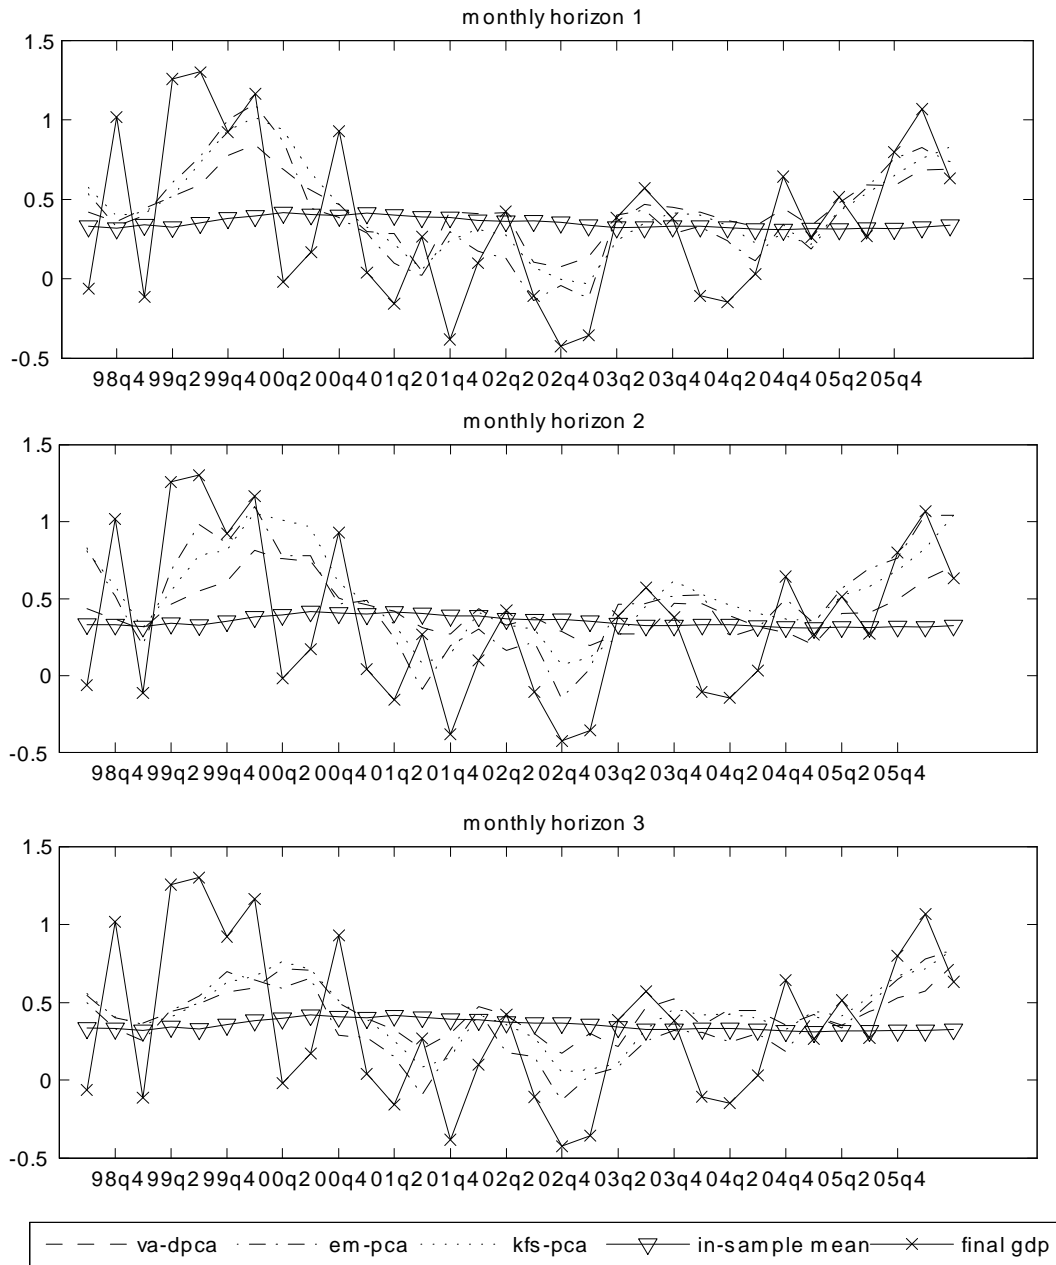 monthly horizon 1
1.5
1
0.5
0
-0.5
98q4 99q2 99q4 00q2 00q4 01q2 01q4 02q2 02q4 03q2 03q4 04q2 04q4 05q2 05q4
monthly horizon 2
1.5
1
0.5
0
-0.5
98q4 99q2 99q4 00q2 00q4 01q2 01q4 02q2 02q4 03q2 03q4 04q2 04q4 05q2 05q4
monthly horizon 3
1.5
1
0.5
0
-0.5
98q4 99q2 99q4 00q2 00q4 01q2 01q4 02q2 02q4 03q2 03q4 04q2 04q4 05q2 05q4
va-dpca em-pca kfs-pca in-sample mean final gdp